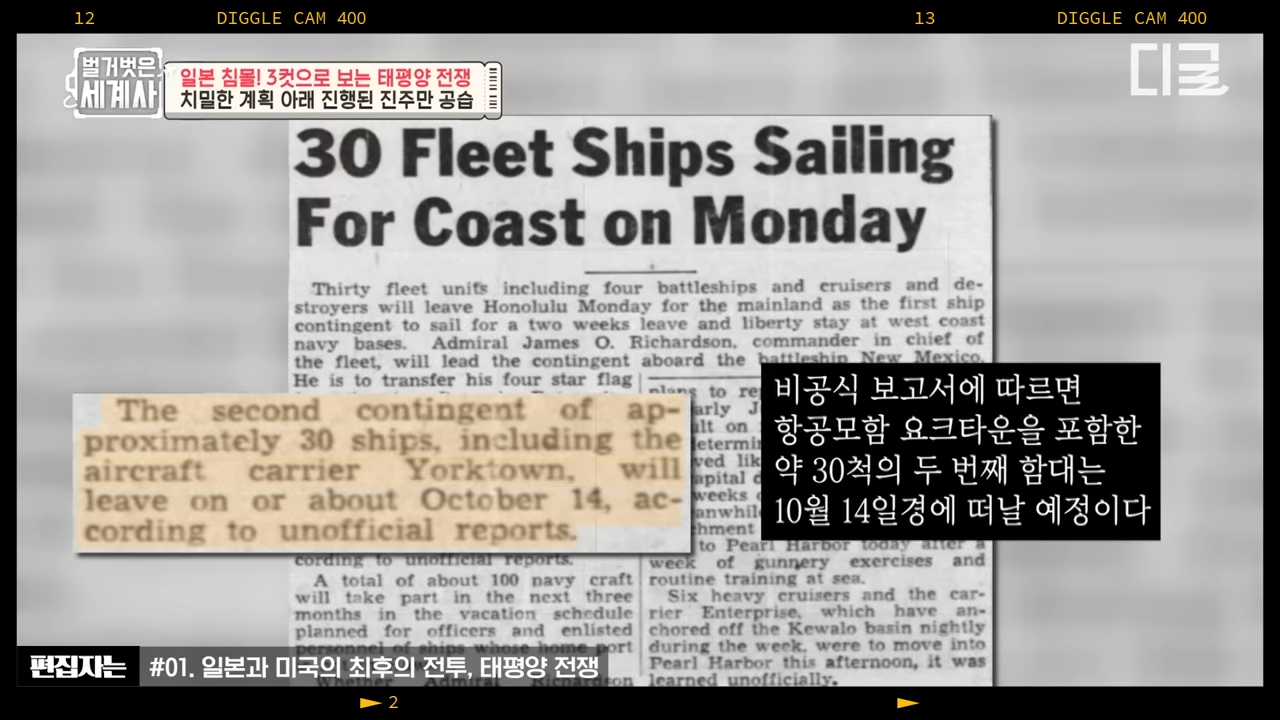 12
DIGGLE CAM 400
13
DIGGLE CAM 400
벌거벗은
세계사
일본 침몰! 3컷으로 보는 태평양 전쟁
치밀한 계획 아래 진행된 진주만 공습
디글
30 Fleet Ships Sailing
For Coast on Monday
Thirty fleet units including four battleships and cruisers and de-
stroyers will leave Honolulu Monday for the mainland as the first ship
contingent to sail for a two weeks leave and liberty stay at west coast
navy bases. Admiral James O. Richardson, commander in chief of
the fleet, will lead the contingent aboard the battleship New Mexico.
He is to transfer his four star flag
The second contingent of ap-
proximately 30 ships, including the
aircraft carrier Yorktown, will
leave on or about October 14, ac-
cording to unofficial reports.
cording to unofficial reports.
A total of about 100 navy craft
will take part in the next three
months in the vacation schedule
planned for officers and enlisted
personnel of ships whose home port
Whether Admiral Richardson
plans to
to Pearl Harbor today after a
week of gunnery exercises and
routine training at sea.
Six heavy cruisers and the car-
rier Enterprise, which have an-
chored off the Kewalo basin nightly
during the week, were to move into
Pearl Harbor this afternoon, it was
learned unofficially.
비공식 보고서에 따르면
항공모함 요크타운을 포함한
약 30척의 두 번째 함대는
10월 14일경에 떠날 예정이다
편집자는
#01. 일본과 미국의 최후의 전투, 태평양 전쟁
2